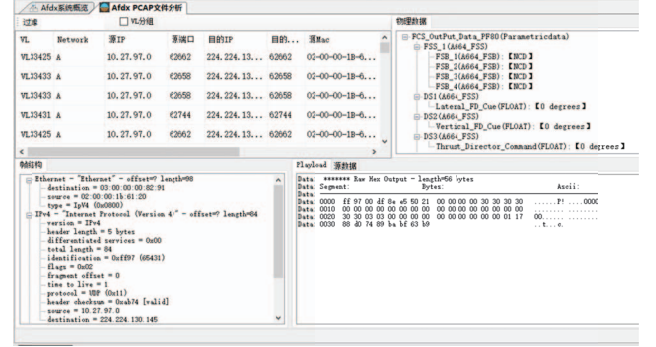 Afdx系统概览 Afdx PCAP文件分析
过滤 VL分组
VL Network 源IP 源端口 目的IP 目的... 源Mac
VL13425 A 10.27.97.0 62662 224.224.13... 62662 02-00-00-1B-6...
VL13433 A 10.27.97.0 62658 224.224.13... 62658 02-00-00-1B-6...
VL13433 A 10.27.97.0 62658 224.224.13... 62658 02-00-00-1B-6...
VL13431 A 10.27.97.0 62744 224.224.13... 62744 02-00-00-1B-6...
VL13425 A 10.27.97.0 62662 224.224.13... 62662 02-00-00-1B-6...
物理数据
FCS_OutPut_Data_PF80(Parametricdata)
FSS_1(A664_FSS)
FSB_1(A664_FSB):【NCD】
FSB_2(A664_FSB):【NCD】
FSB_3(A664_FSB):【NCD】
FSB_4(A664_FSB):【NCD】
DS1(A664_FSS)
Lateral_FD_Cue(FLOAT):【0 degrees】
DS2(A664_FSS)
Vertical_FD_Cue(FLOAT):【0 degrees】
DS3(A664_FSS)
Thrust_Director_Command(FLOAT):【0 degrees】
帧结构
Ethernet - "Ethernet" - offset=? length=98
destination = 03:00:00:00:82:91
source = 02:00:00:1b:61:20
type = IpV4 (0x0800)
IPv4 - "Internet Protocol (Version 4)" - offset=? length=84
version = IPv4
header length = 5 bytes
differentiated services = 0x00
total length = 84
identification = 0xff97 (65431)
flags = 0x02
fragment offset = 0
time to live = 1
protocol = UDP (0x11)
header checksum = 0xab74 [valid]
source = 10.27.97.0
destination = 224.224.130.145
Playload 源数据
Data: ******* Raw Hex Output - length=56 bytes
Data: Segment: Bytes: Ascii:
Data:
Data: 0000 ff 97 00 df 8e e5 50 21 00 00 00 00 30 30 30 30 ......P! ....0000
Data: 0010 00 00 00 00 00 00 00 00 00 00 00 00 00 00 00 00 ........ ........
Data: 0020 30 30 03 03 00 00 00 00 00 00 00 00 00 00 01 17 00...... ........
Data: 0030 88 d0 74 89 ba bf 63 b9 ..t...c.